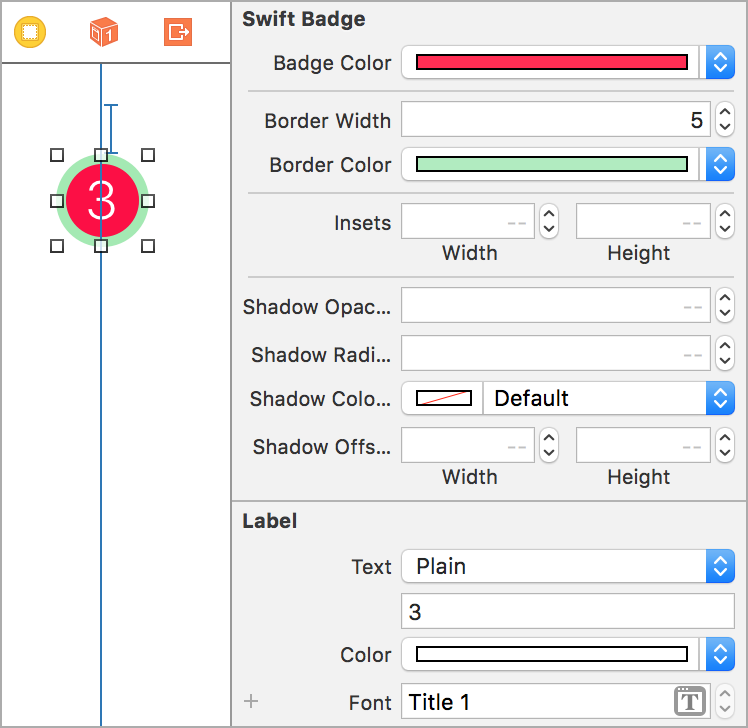 1
3
Swift Badge
Badge Color
Border Width 5
Border Color
Insets -- --
Width Height
Shadow Opac... --
Shadow Radi... --
Shadow Colo... Default
Shadow Offs... -- --
Width Height
Label
Text Plain
3
Color
+ Font Title 1 T